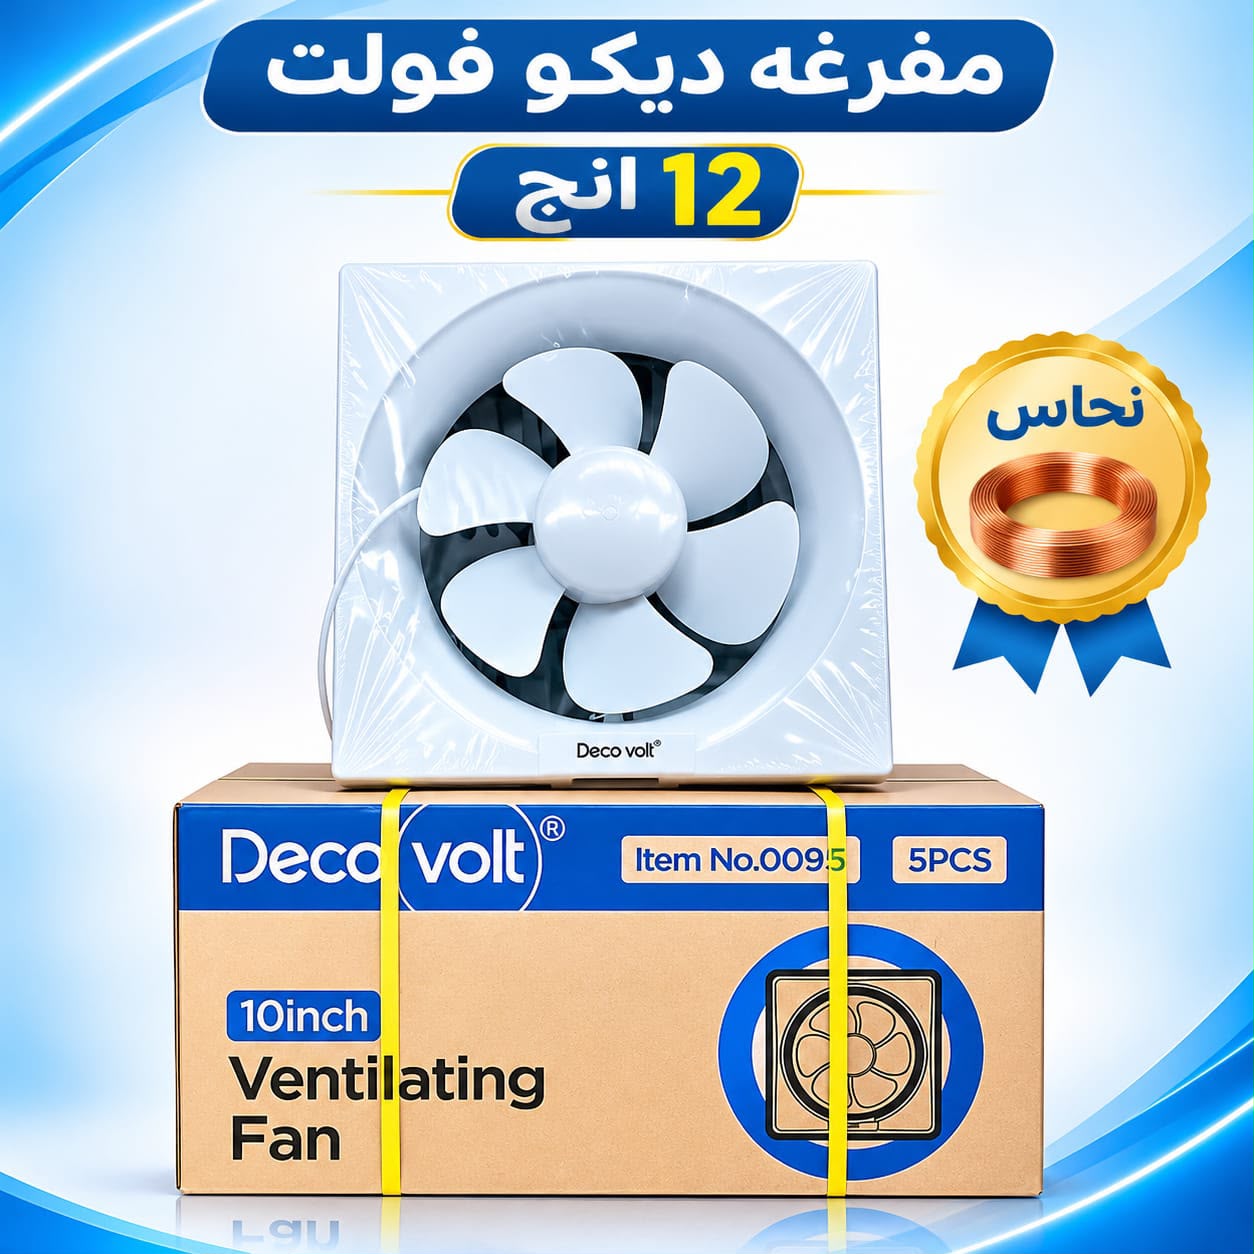 مفرغه ديكو فولت
12 انج
نحاس
Deco volt®
Deco volt®
Item No.0095
5PCS
10inch
Ventilating
Fan